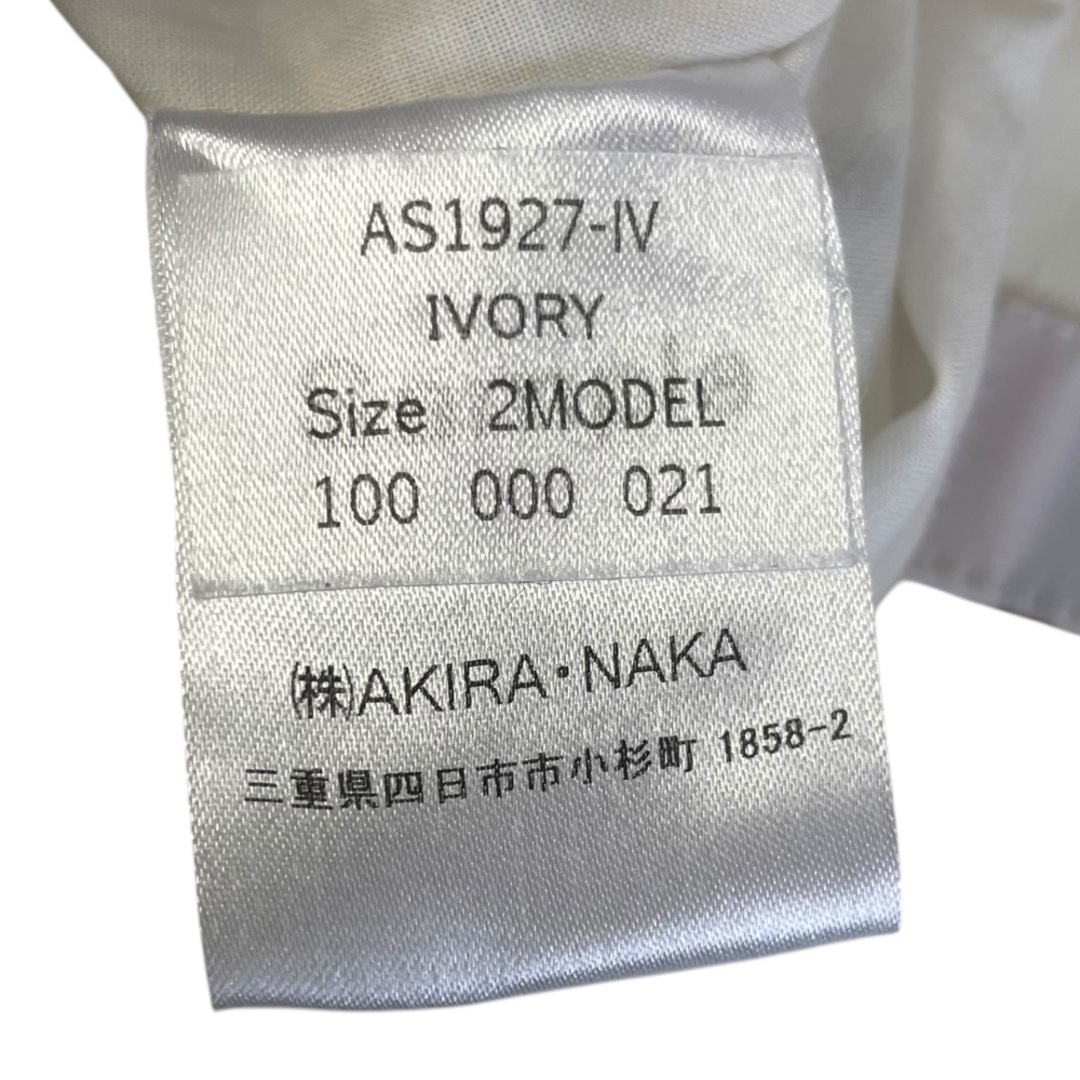 AS1927-IV
IVORY
Size 2MODEL
100 000 021
㈱AKIRA・NAKA
三重県四日市市小杉町 1858-2